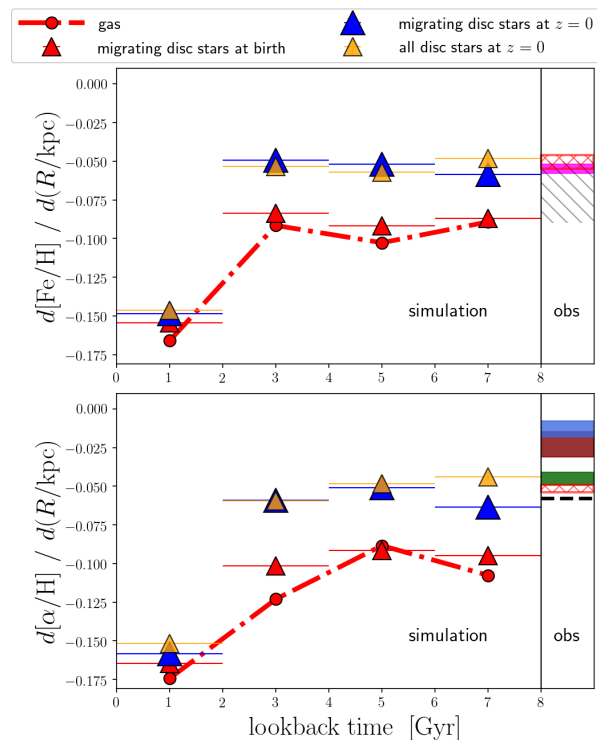 gas
migrating disc stars at birth
migrating disc stars at z = 0
all disc stars at z = 0
d[Fe/H] / d(R/kpc)
0.000
−0.025
−0.050
−0.075
−0.100
−0.125
−0.150
−0.175
simulation
obs
0 1 2 3 4 5 6 7 8
d[α/H] / d(R/kpc)
0.000
−0.025
−0.050
−0.075
−0.100
−0.125
−0.150
−0.175
simulation
obs
0 1 2 3 4 5 6 7 8
lookback time [Gyr]